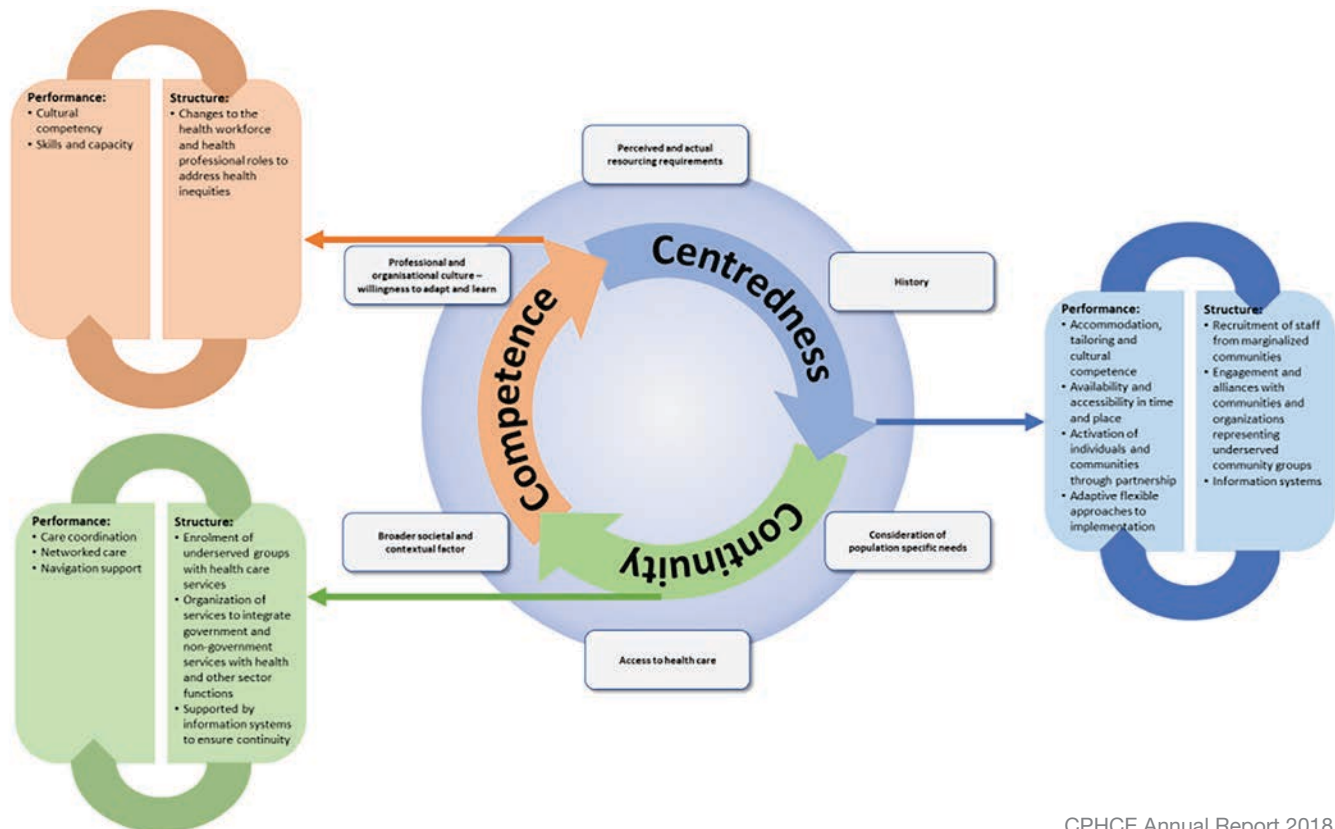 Performance:
• Cultural
competency
• Skills and capacity
Structure:
• Changes to the
health workforce
and health
professional roles to
address health
inequities
Perceived and actual
resourcing requirements
Professional and
organisational culture –
willingness to adapt and learn
History
Centredness
Competence
Continuity
Performance:
• Accommodation,
tailoring and
cultural
competence
• Availability and
accessibility in time
and place
• Activation of
individuals and
communities
through partnership
• Adaptive flexible
approaches to
implementation
Structure:
• Recruitment of staff
from marginalized
communities
• Engagement and
alliances with
communities and
organizations
representing
underserved
community groups
• Information systems
Performance:
• Care coordination
• Networked care
• Navigation support
Structure:
• Enrolment of
underserved groups
with health care
services
• Organization of
services to integrate
government and
non-government
services with health
and other sector
functions
• Supported by
information systems
to ensure continuity
Broader societal and
contextual factor
Consideration of
population specific needs
Access to health care
CPHCE Annual Report 2018